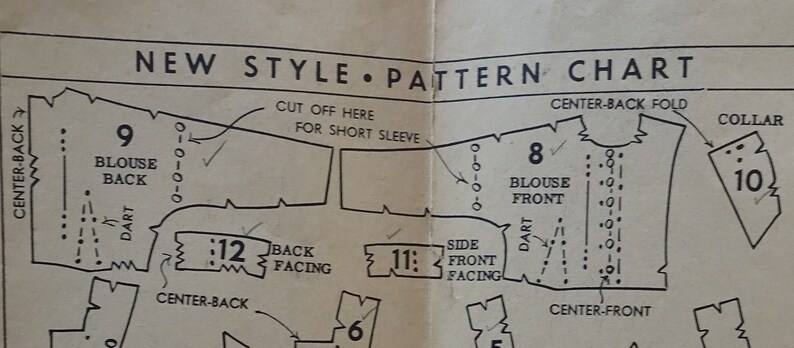 NEW STYLE • PATTERN CHART
CENTER-BACK FOLD
COLLAR
CUT OFF HERE
FOR SHORT SLEEVE
CENTER-BACK
9
BLOUSE
BACK
DART
8
BLOUSE
FRONT
DART
10
12
BACK
FACING
11
SIDE
FRONT
FACING
CENTER-BACK
CENTER-FRONT
6
5